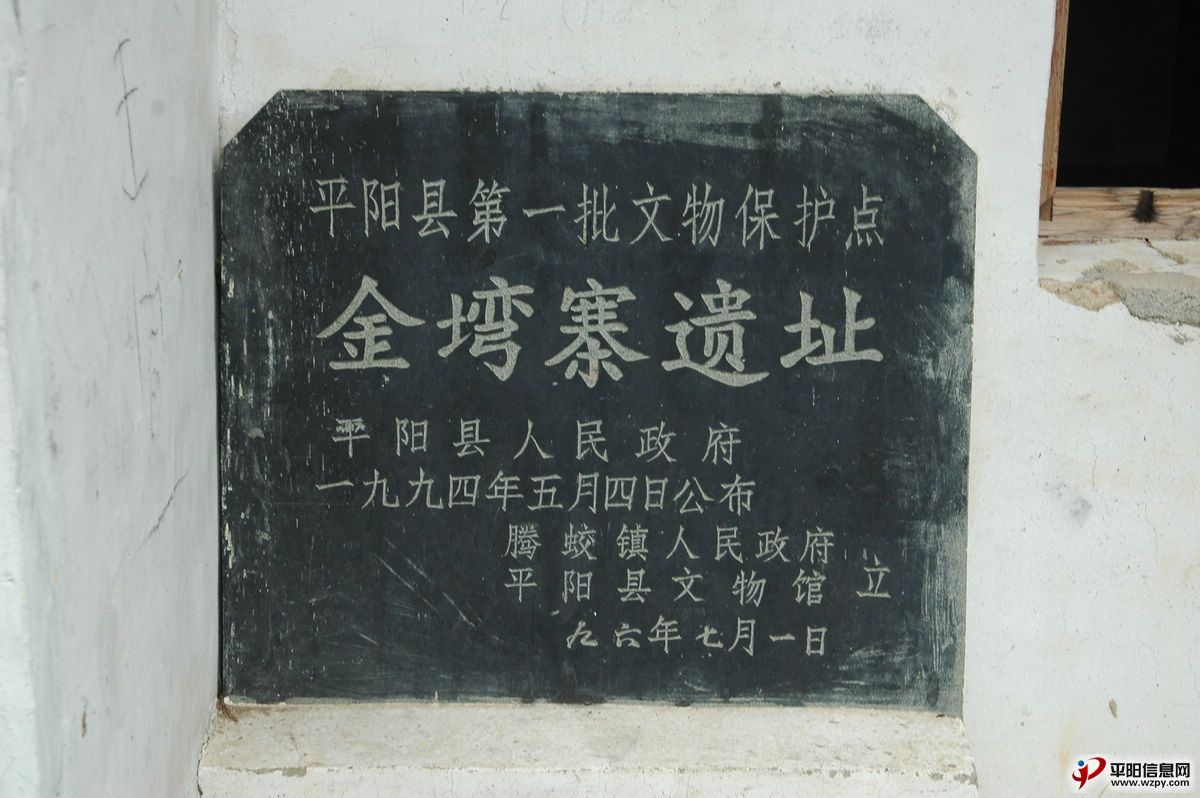 平阳县第一批文物保护点
金塆寨遗址
平阳县人民政府
一九九四年五月四日公布
腾蛟镇人民政府
平阳县文物馆 立
九六年七月一日
平阳信息网
www.wzpy.com